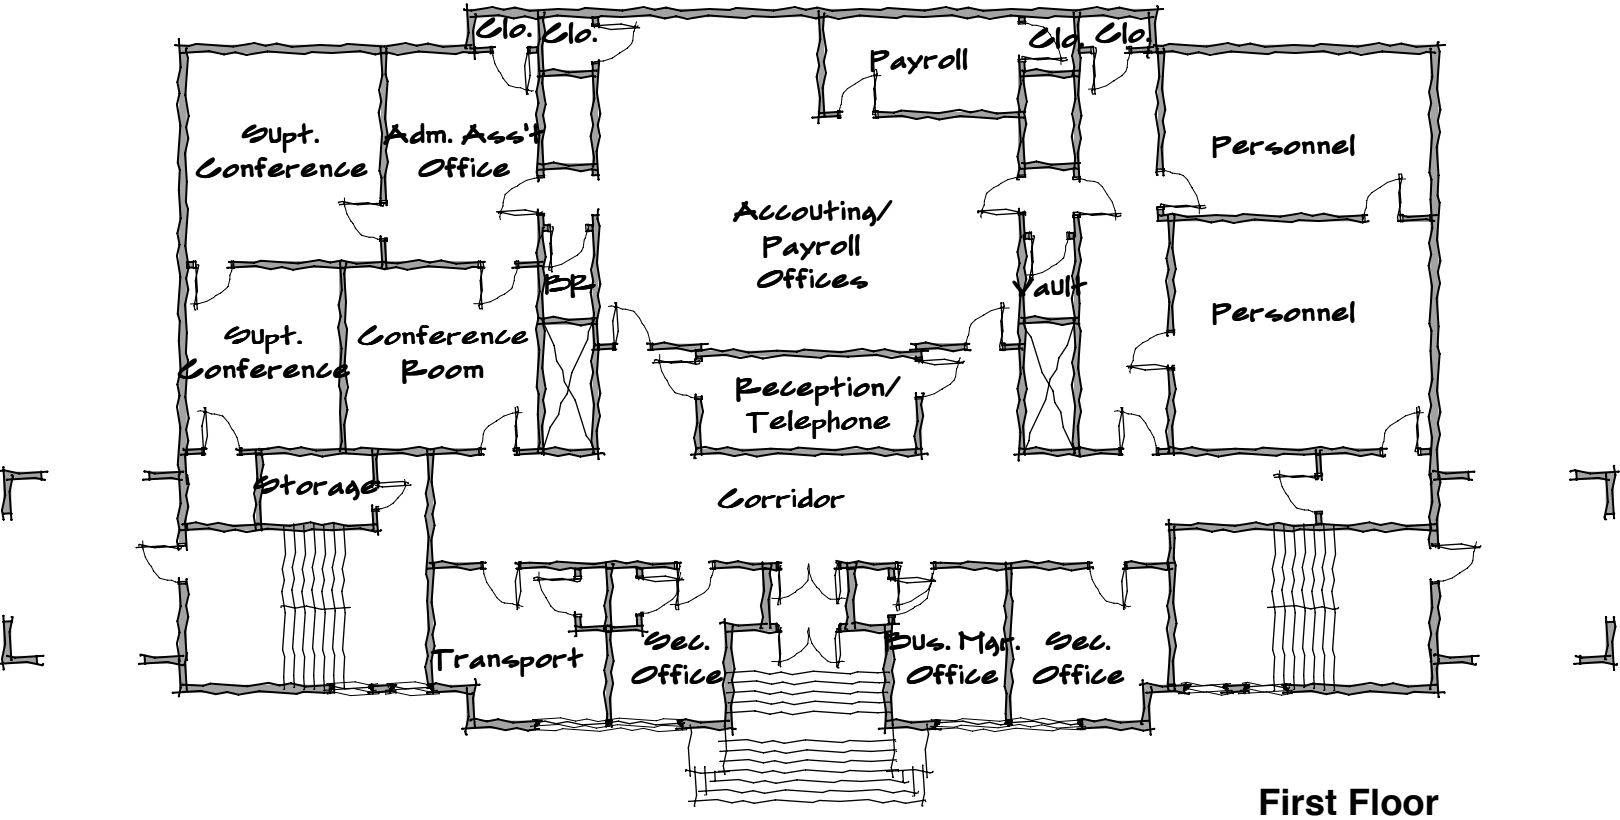 Clo.
Clo.
Clo.
Clo.
Payroll
Supt.
Conference
Adm. Ass't
Office
Personnel
Accouting/
Payroll
Offices
BR
Vault
Personnel
Supt.
Conference
Conference
Room
Reception/
Telephone
Storage
Corridor
Transport
Sec.
Office
Bus. Mgr.
Office
Sec.
Office
First Floor